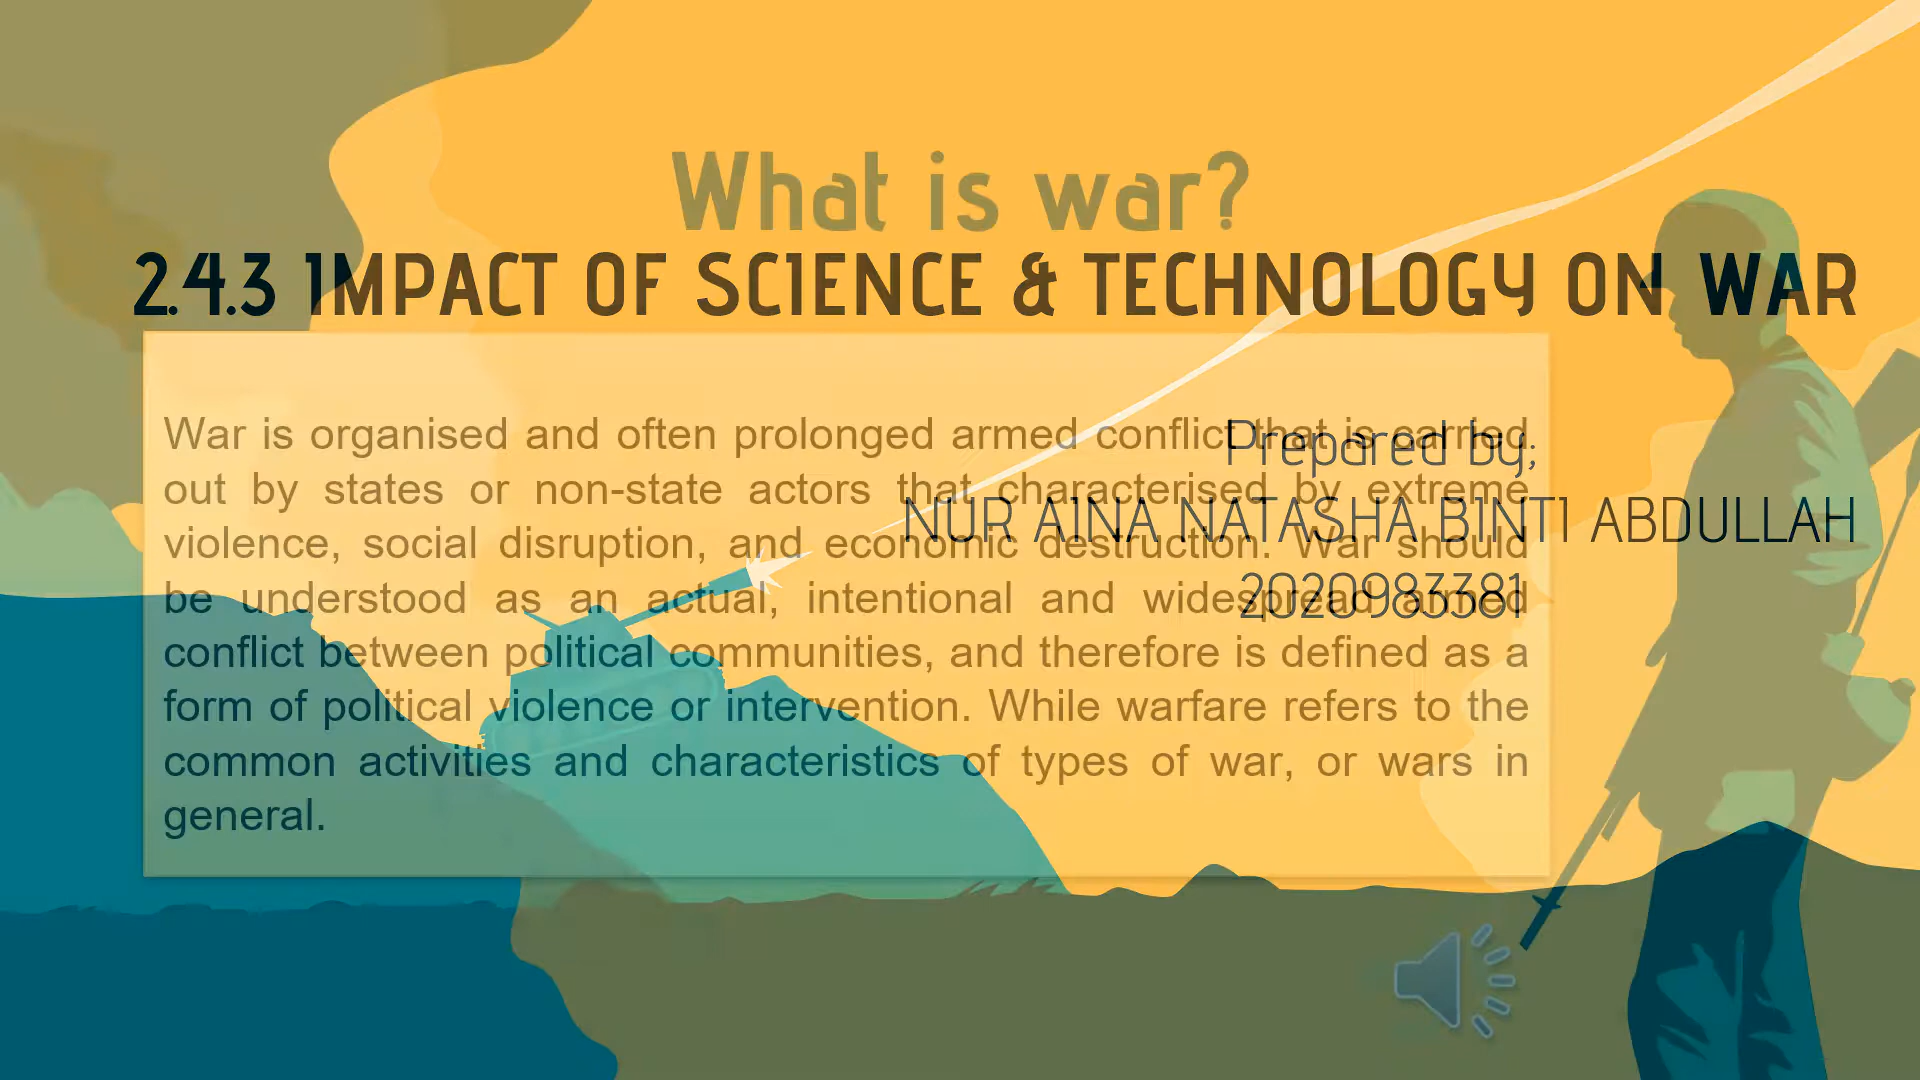 What is war?
2.4.3 IMPACT OF SCIENCE & TECHNOLOGY ON WAR
War is organised and often prolonged armed conflict that is carried
out by states or non-state actors that characterised by extreme
violence, social disruption, and economic destruction. War should
be understood as an actual, intentional and widespread armed
conflict between political communities, and therefore is defined as a
form of political violence or intervention. While warfare refers to the
common activities and characteristics of types of war, or wars in
general.
Prepared by;
NUR AINA NATASHA BINTI ABDULLAH
2020983381